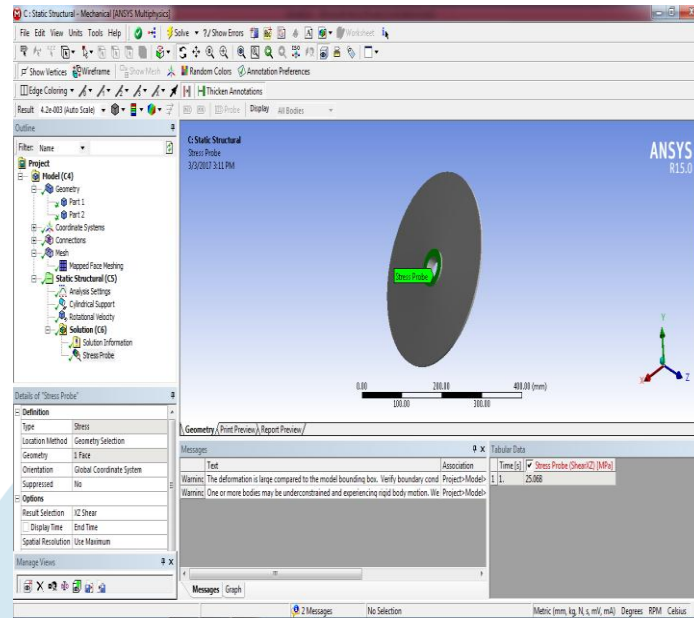 C : Static Structural - Mechanical [ANSYS Multiphysics]
File Edit View Units Tools Help Solve ?/ Show Errors Worksheet
Show Vertices Wireframe Show Mesh Random Colors Annotation Preferences
Edge Coloring Thicken Annotations
Result 4.2e-003 (Auto Scale) Probe Display All Bodies
Outline
Filter: Name
Project
Model (C4)
Geometry
Part 1
Part 2
Coordinate Systems
Connections
Mesh
Mapped Face Meshing
Static Structural (C5)
Analysis Settings
Cylindrical Support
Rotational Velocity
Solution (C6)
Solution Information
Stress Probe
C: Static Structural
Stress Probe
3/3/2017 3:11 PM
ANSYS
R15.0
Stress Probe
Y
X
Z
0.00 200.00 400.00 (mm)
100.00 300.00
Geometry Print Preview Report Preview
Details of "Stress Probe"
Definition
Type Stress
Location Method Geometry Selection
Geometry 1 Face
Orientation Global Coordinate System
Suppressed No
Options
Result Selection XZ Shear
Display Time End Time
Spatial Resolution Use Maximum
Manage Views
Messages
Text Association
Warning The deformation is large compared to the model bounding box. Verify boundary cond Project>Model>
Warning One or more bodies may be underconstrained and experiencing rigid body motion. We Project>Model>
Messages Graph
Tabular Data
Time [s] Stress Probe (ShearXZ) [MPa]
1 1. 25.068
2 Messages No Selection Metric (mm, kg, N, s, mV, mA) Degrees RPM Celsius